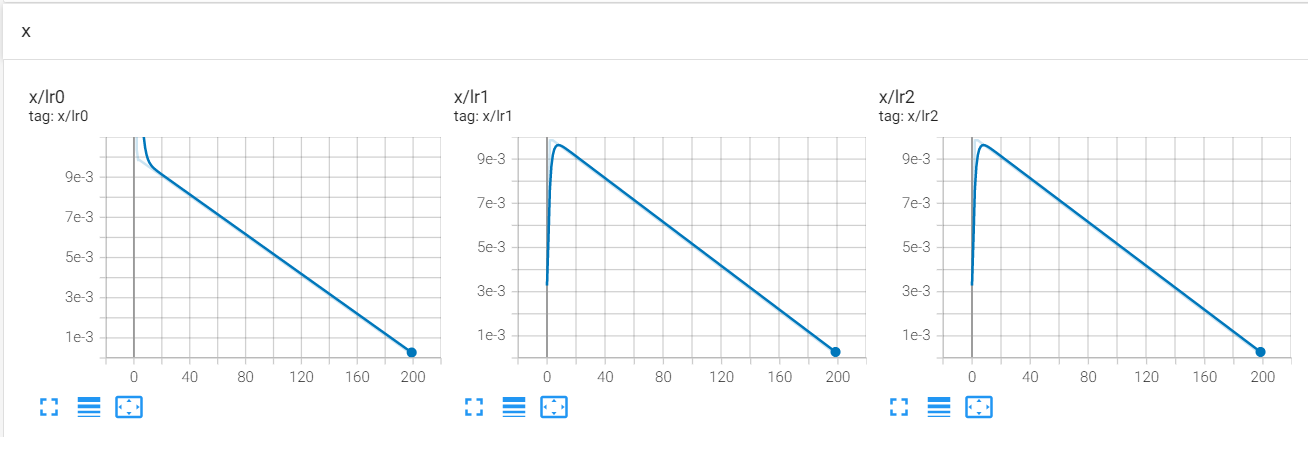 x
x/lr0
tag: x/lr0
9e-3
7e-3
5e-3
3e-3
1e-3
0 40 80 120 160 200
x/lr1
tag: x/lr1
9e-3
7e-3
5e-3
3e-3
1e-3
0 40 80 120 160 200
x/lr2
tag: x/lr2
9e-3
7e-3
5e-3
3e-3
1e-3
0 40 80 120 160 200